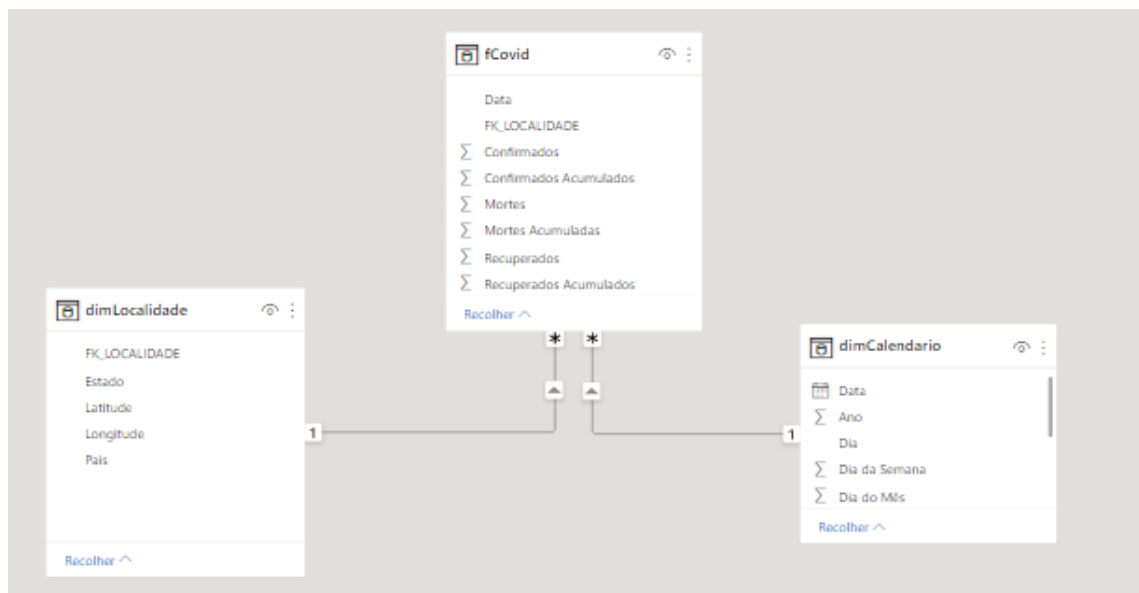 fCovid
Data
FK_LOCALIDADE
Confirmados
Confirmados Acumulados
Mortes
Mortes Acumuladas
Recuperados
Recuperados Acumulados
Recolher
dimLocalidade
FK_LOCALIDADE
Estado
Latitude
Longitude
Pais
Recolher
dimCalendario
Data
Ano
Dia
Dia da Semana
Dia do Mês
Recolher
*
*
1
1